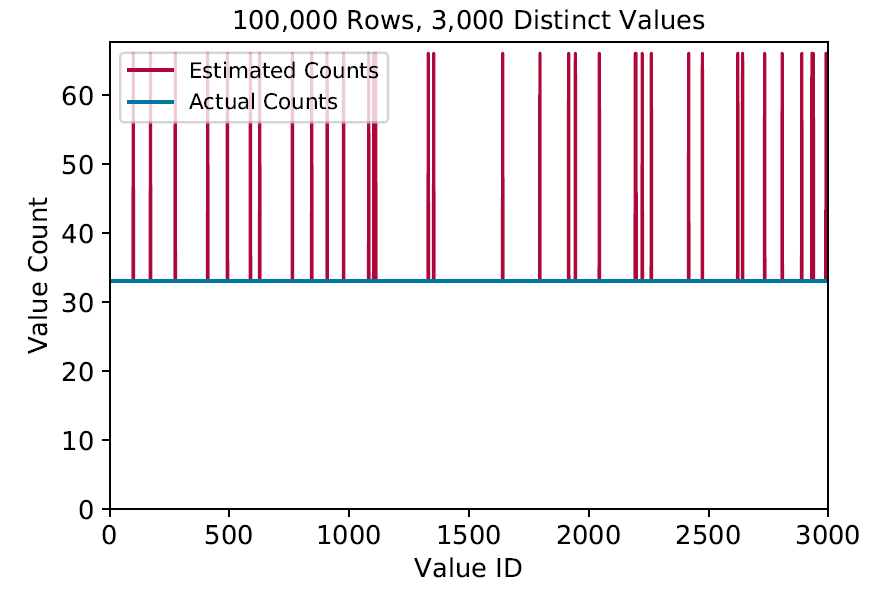 100,000 Rows, 3,000 Distinct Values
Estimated Counts
Actual Counts
60
50
40
30
20
10
0
Value Count
0 500 1000 1500 2000 2500 3000
Value ID